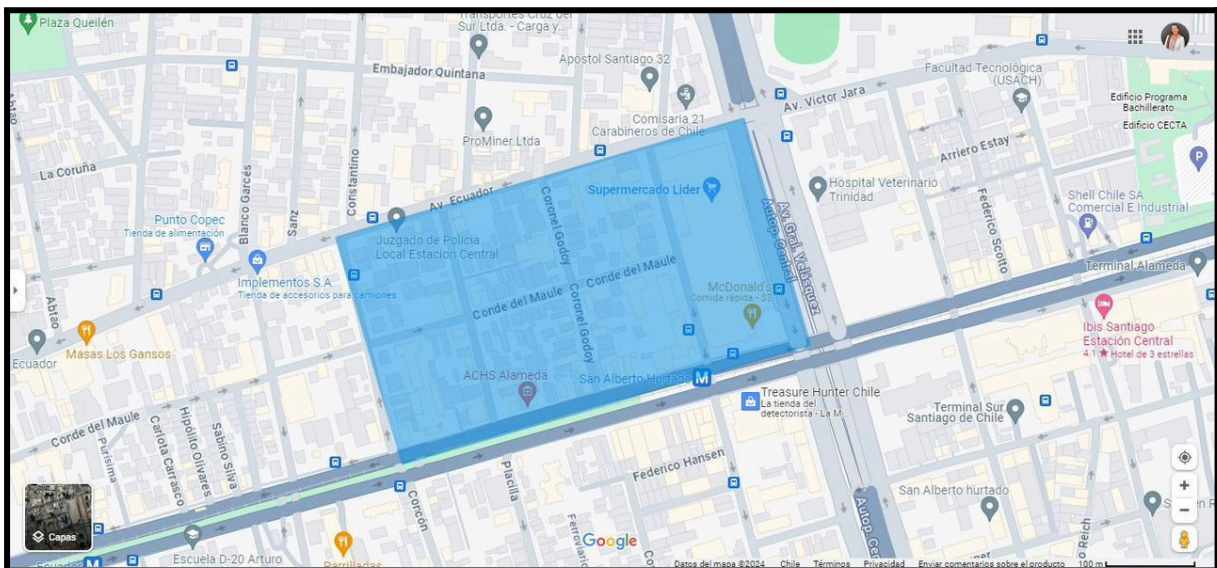 Plaza Queilén
Transportes Cruz del
Sur Ltda. - Carga y...
Embajador Quintana
Apóstol Santiago 32
Comisaria 21
Carabineros de Chile
ProMiner Ltda
Av. Victor Jara
Facultad Tecnológica
(USACH)
Edificio Programa
Bachillerato
Edificio CECTA
P
Arriero Estay
Abtao
La Coruña
Blanco Garcés
Sanz
Constantino
Av. Ecuador
Coronel Godoy
Supermercado Lider
Hospital Veterinario
Trinidad
Av. Gral. Velásquez
Autop. Central
Federico Scotto
Shell Chile SA
Comercial E Industrial
Terminal Alameda
Punto Copec
Tienda de alimentación
Juzgado de Policía
Local Estacion Central
Implementos S.A
Tienda de accesorios para camiones
Conde del Maule
Conde del Maule
Coronel Godoy
McDonald's
Comida rápida • $$
Abtao
Ecuador
Masas Los Gansos
Ibis Santiago
Estación Central
4.1 ★ Hotel de 3 estrellas
ACHS Alameda
San Alberto Hurtado
M
Treasure Hunter Chile
La tienda del
detectorista - La M...
Terminal Sur
Santiago de Chile
Conde del Maule
Purísima
Carlota Carrasco
Hipólito Olivares
Sabino Silva
Federico Hansen
Placilla
Concón
San Alberto hurtado
Capas
Escuela D-20 Arturo
Ecuador
M
Parrilladas
Google
Autop. Cen
Datos del mapa ©2024
Chile
Términos
Privacidad
Enviar comentarios sobre el producto
100 m